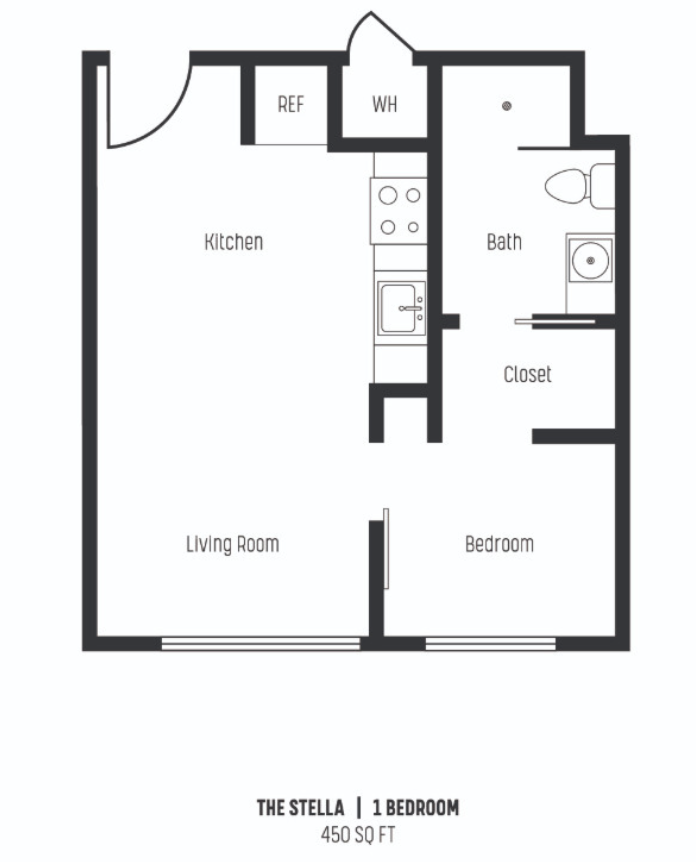 REF
WH
Kitchen
Bath
Closet
Living Room
Bedroom
THE STELLA | 1 BEDROOM
450 SQ FT